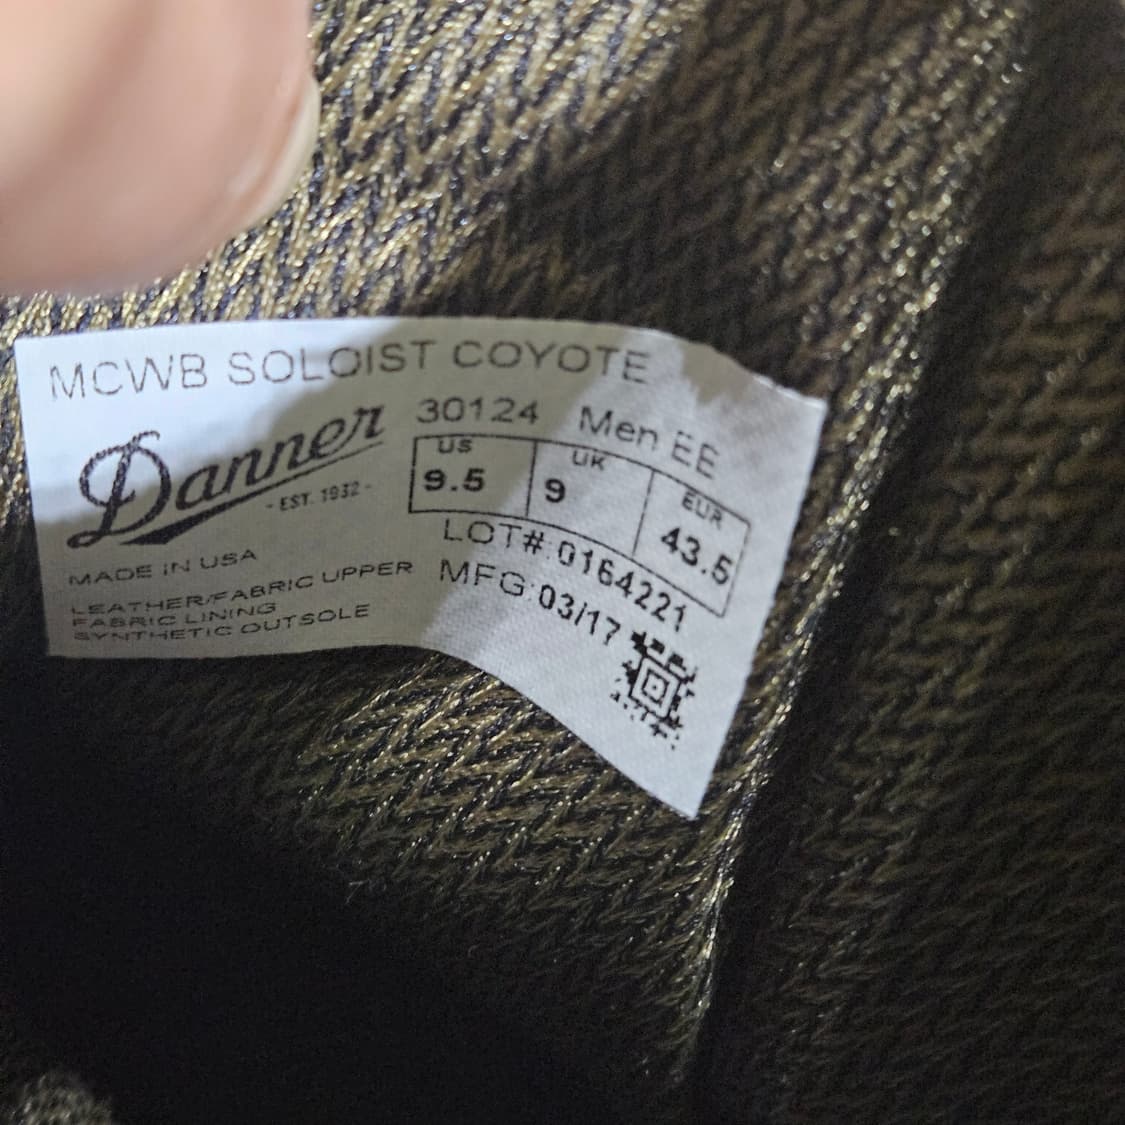 MCWB SOLOIST COYOTE
Danner
- EST. 1932 -
30124 Men EE
US UK EUR
9.5 9 43.5
LOT#:0164221
MFG:03/17
MADE IN USA
LEATHER/FABRIC UPPER
FABRIC LINING
SYNTHETIC OUTSOLE